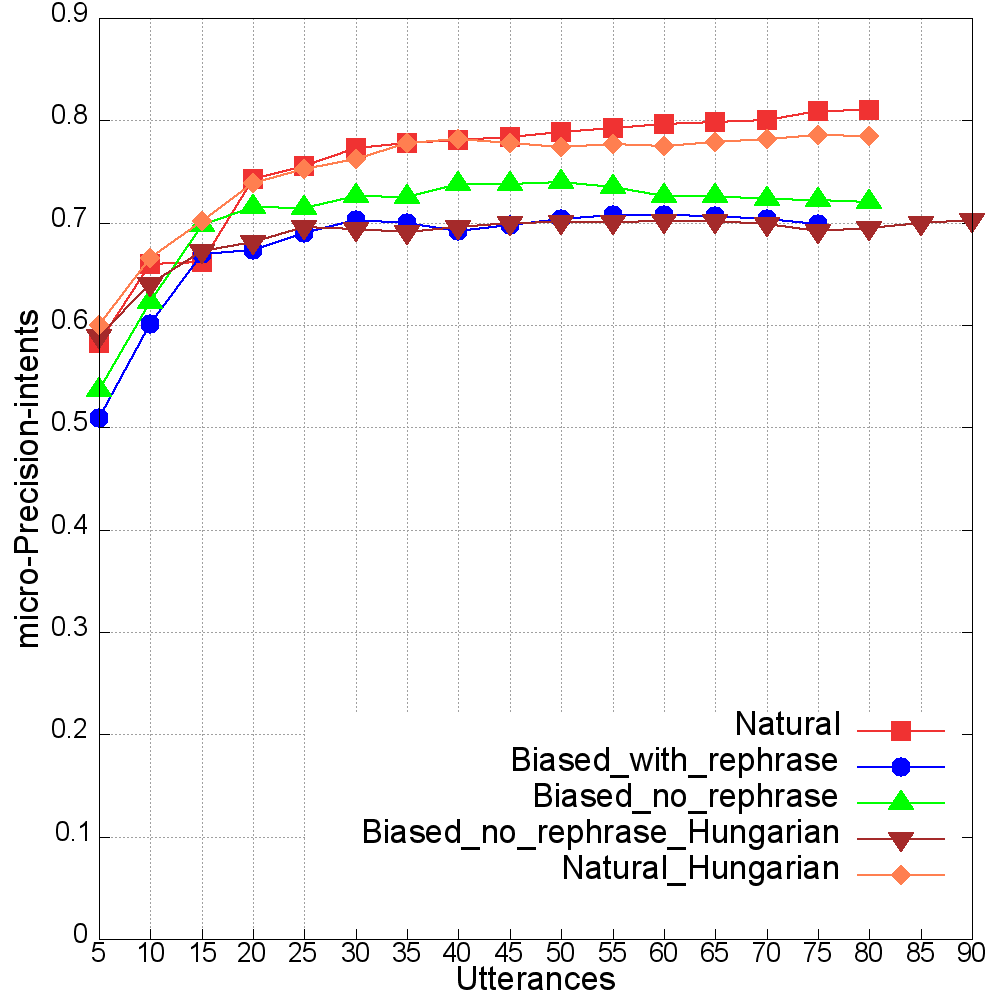 0.9
0.8
0.7
0.6
0.5
0.4
0.3
0.2
0.1
0
micro-Precision-intents
Natural
Biased_with_rephrase
Biased_no_rephrase
Biased_no_rephrase_Hungarian
Natural_Hungarian
5 10 15 20 25 30 35 40 45 50 55 60 65 70 75 80 85 90
Utterances